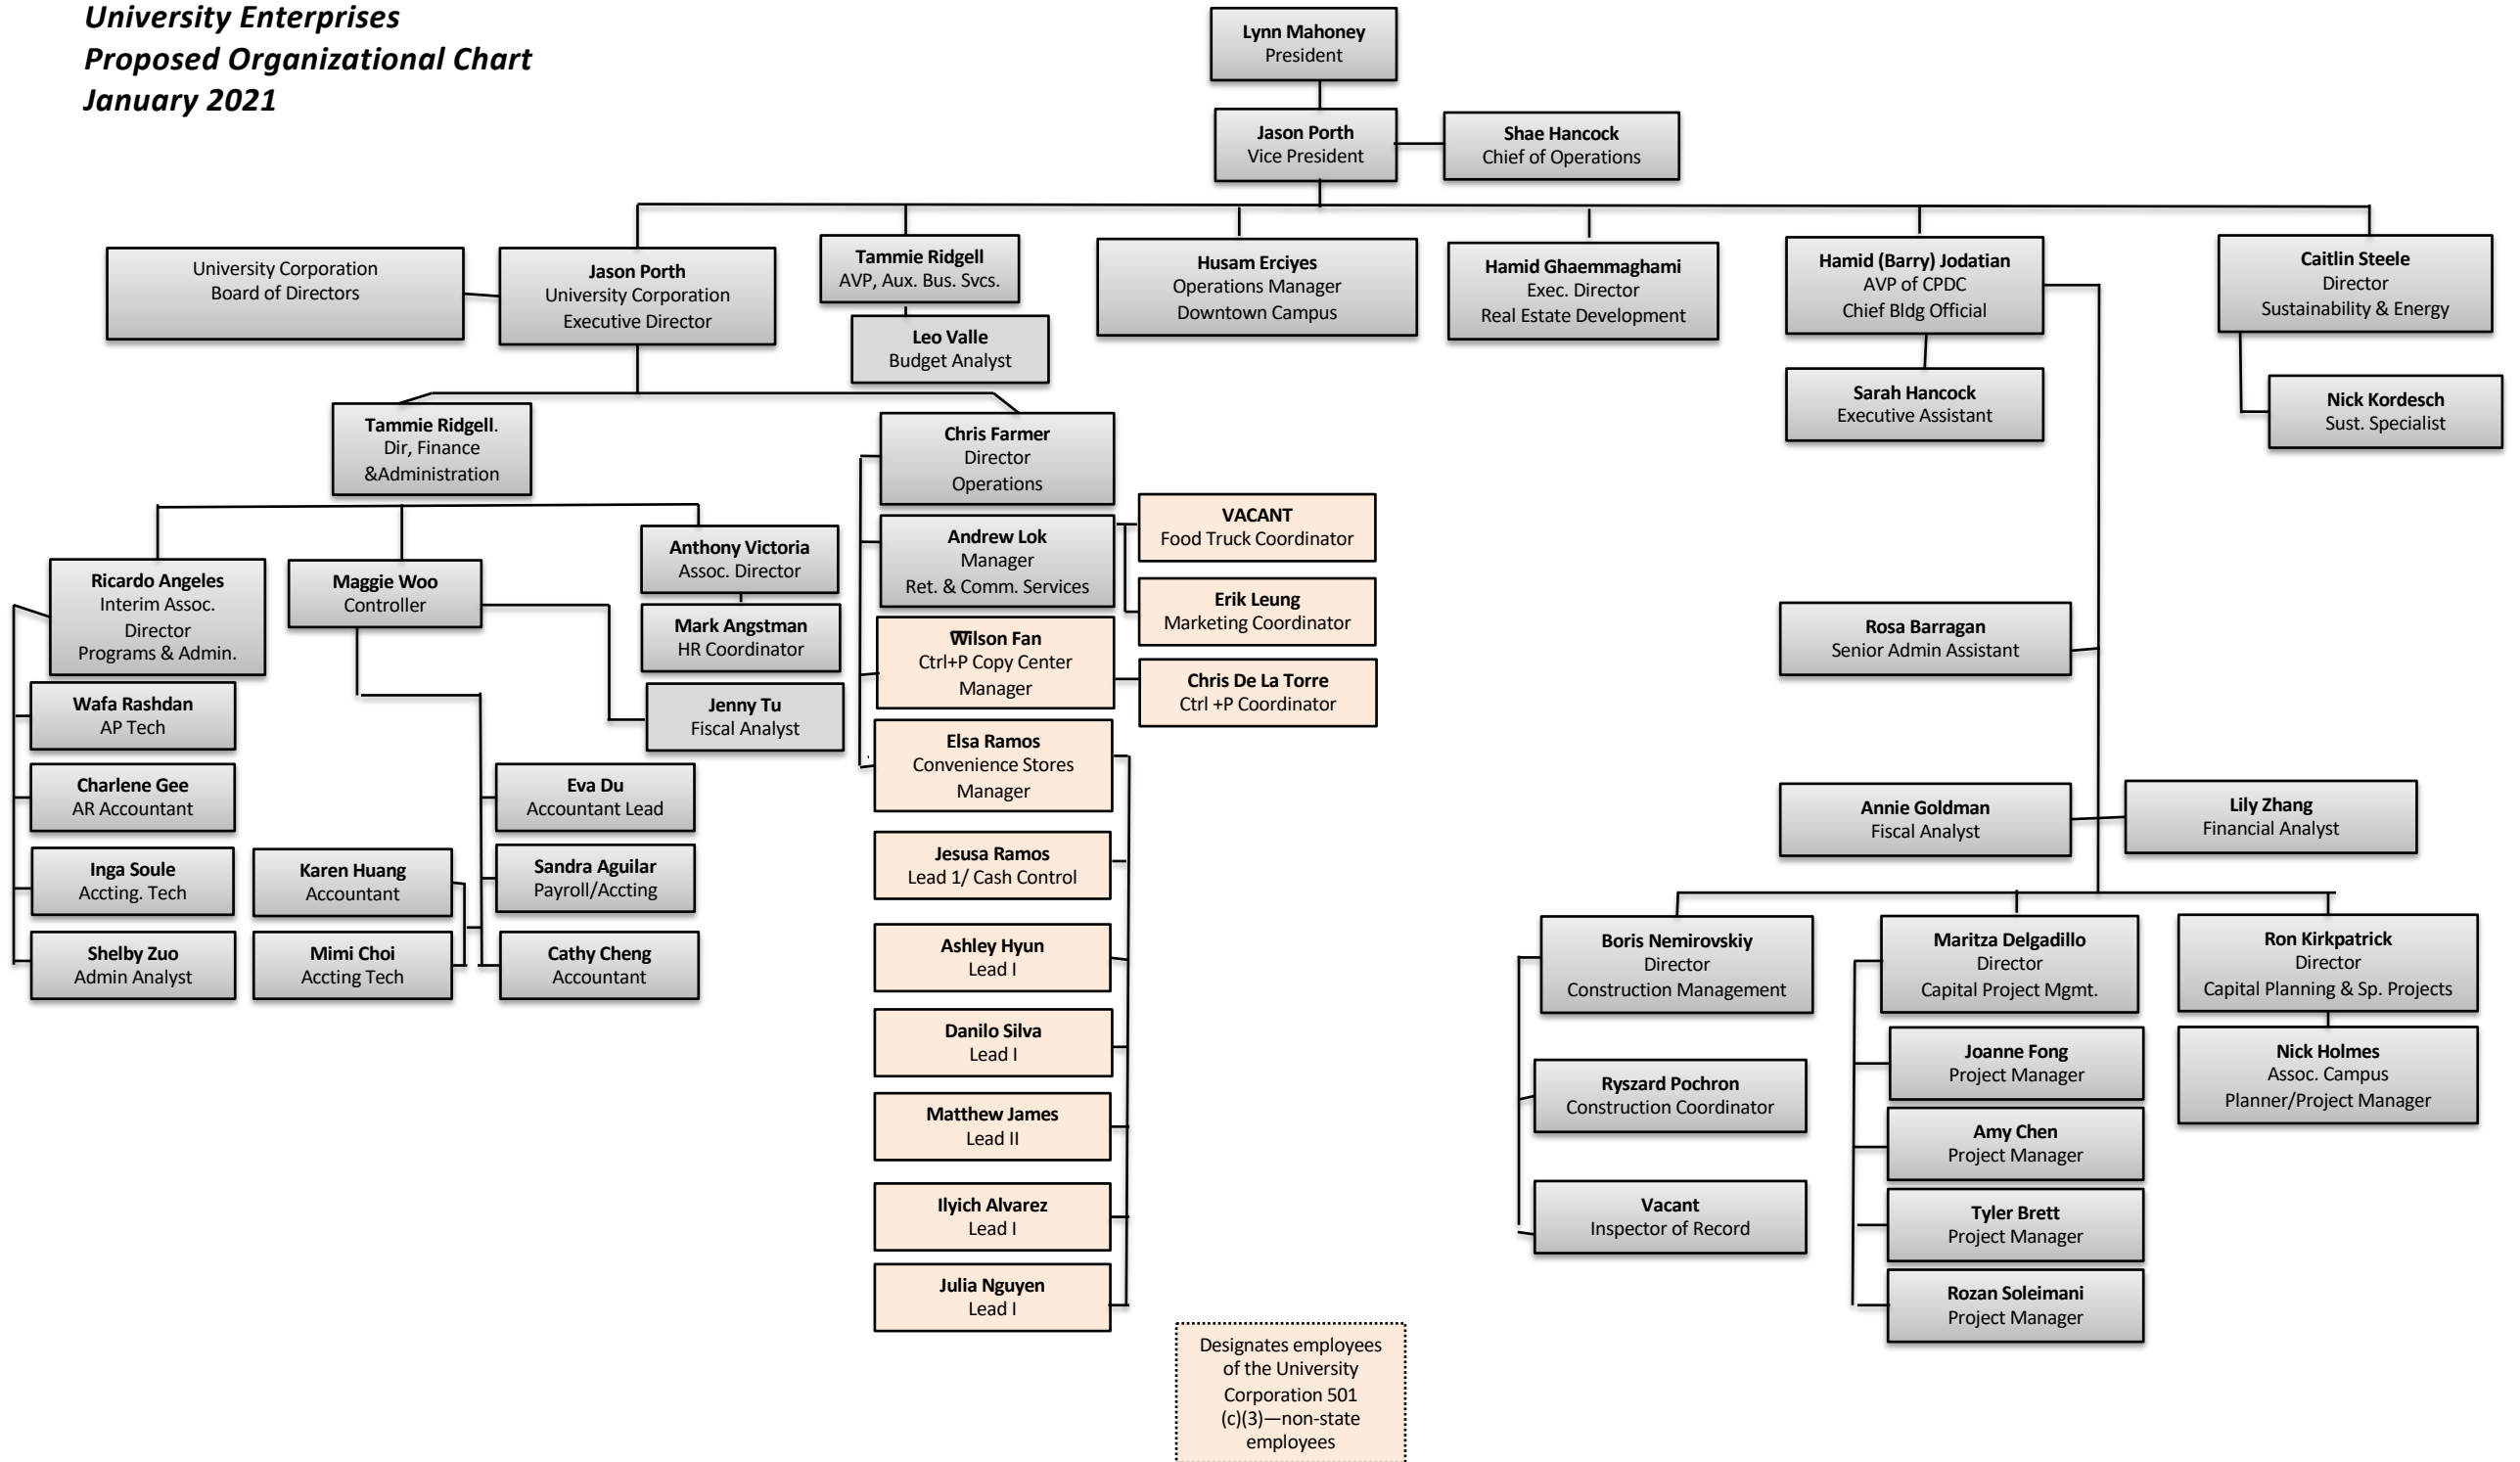 University Enterprises
Proposed Organizational Chart
January 2021
Lynn Mahoney
President
Jason Porth
Vice President
Shae Hancock
Chief of Operations
University Corporation
Board of Directors
Jason Porth
University Corporation
Executive Director
Tammie Ridgell
AVP, Aux. Bus. Svcs.
Leo Valle
Budget Analyst
Husam Erciyes
Operations Manager
Downtown Campus
Hamid Ghaemmaghami
Exec. Director
Real Estate Development
Hamid (Barry) Jodatian
AVP of CPDC
Chief Bldg Official
Sarah Hancock
Executive Assistant
Caitlin Steele
Director
Sustainability & Energy
Nick Kordesch
Sust. Specialist
Tammie Ridgell.
Dir, Finance
&Administration
Chris Farmer
Director
Operations
Ricardo Angeles
Interim Assoc.
Director
Programs & Admin.
Maggie Woo
Controller
Anthony Victoria
Assoc. Director
Mark Angstman
HR Coordinator
Jenny Tu
Fiscal Analyst
Wafa Rashdan
AP Tech
Charlene Gee
AR Accountant
Inga Soule
Accting. Tech
Shelby Zuo
Admin Analyst
Karen Huang
Accountant
Mimi Choi
Accting Tech
Eva Du
Accountant Lead
Sandra Aguilar
Payroll/Accting
Cathy Cheng
Accountant
Andrew Lok
Manager
Ret. & Comm. Services
VACANT
Food Truck Coordinator
Erik Leung
Marketing Coordinator
Wilson Fan
Ctrl+P Copy Center
Manager
Chris De La Torre
Ctrl +P Coordinator
Elsa Ramos
Convenience Stores
Manager
Jesusa Ramos
Lead 1/ Cash Control
Ashley Hyun
Lead I
Danilo Silva
Lead I
Matthew James
Lead II
Ilyich Alvarez
Lead I
Julia Nguyen
Lead I
Rosa Barragan
Senior Admin Assistant
Annie Goldman
Fiscal Analyst
Lily Zhang
Financial Analyst
Boris Nemirovskiy
Director
Construction Management
Ryszard Pochron
Construction Coordinator
Vacant
Inspector of Record
Maritza Delgadillo
Director
Capital Project Mgmt.
Joanne Fong
Project Manager
Amy Chen
Project Manager
Tyler Brett
Project Manager
Rozan Soleimani
Project Manager
Ron Kirkpatrick
Director
Capital Planning & Sp. Projects
Nick Holmes
Assoc. Campus
Planner/Project Manager
Designates employees
of the University
Corporation 501
(c)(3)—non-state
employees